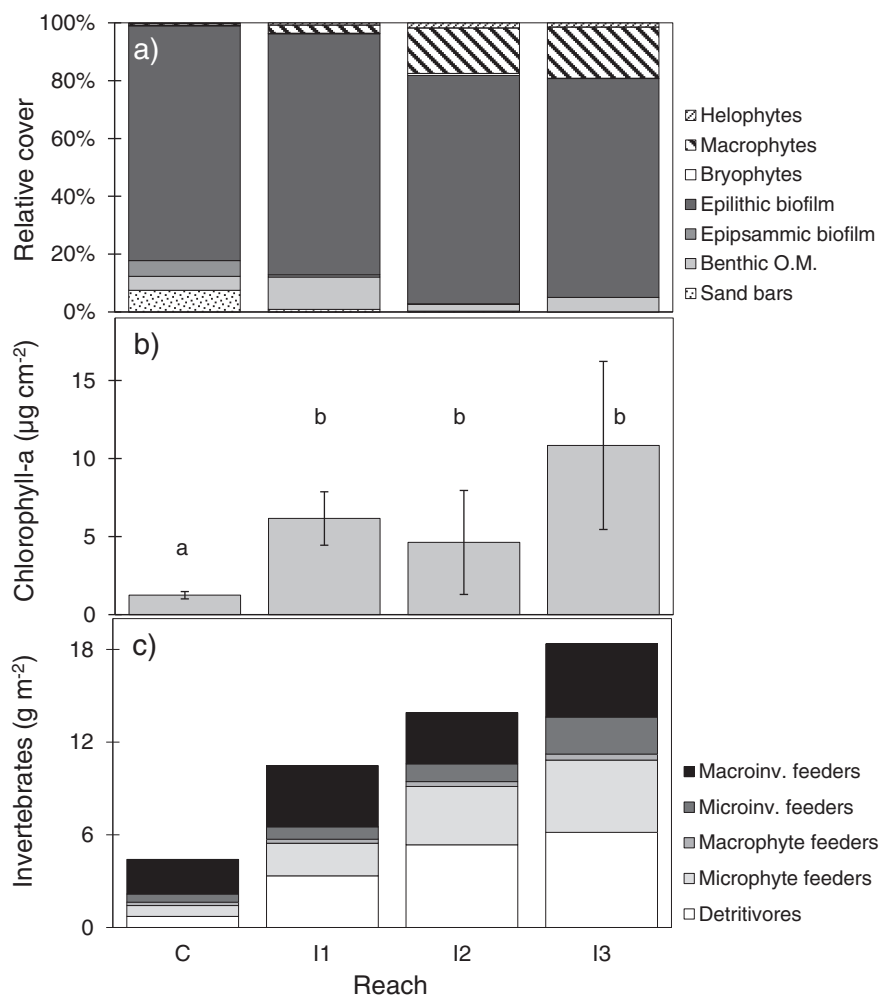 a)
Relative cover
100%
80%
60%
40%
20%
0%
Helophytes
Macrophytes
Bryophytes
Epilithic biofilm
Epipsammic biofilm
Benthic O.M.
Sand bars
b)
Chlorophyll-a (µg cm-2)
15
10
5
0
a
b
b
b
c)
Invertebrates (g m-2)
18
12
6
0
Macroinv. feeders
Microinv. feeders
Macrophyte feeders
Microphyte feeders
Detritivores
C I1 I2 I3
Reach